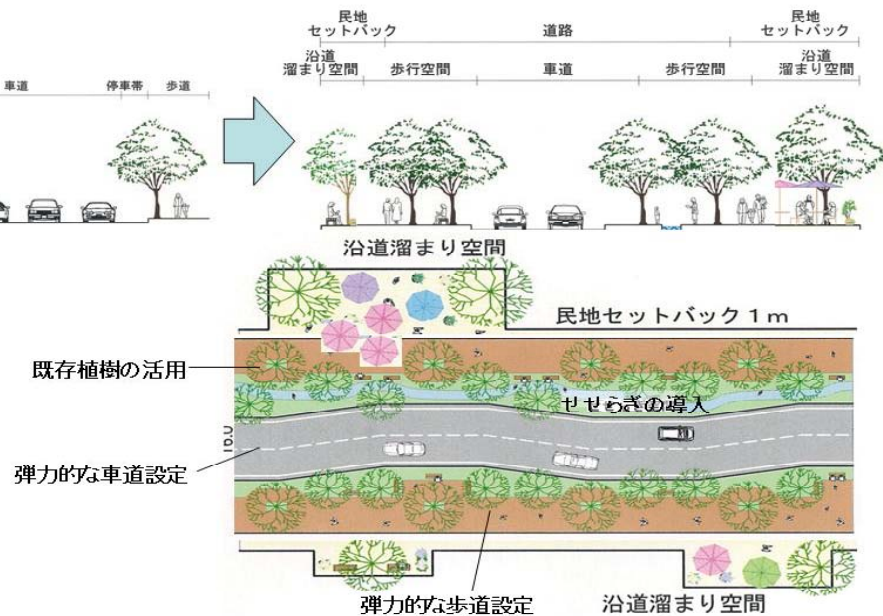 民地
セットバック
道路
民地
セットバック
沿道
溜まり空間
歩行空間
車道
歩行空間
沿道
溜まり空間
車道
停車帯
歩道
沿道溜まり空間
民地セットバック1m
既存植樹の活用
せせらぎの導入
16.0
弾力的な車道設定
弾力的な歩道設定
沿道溜まり空間